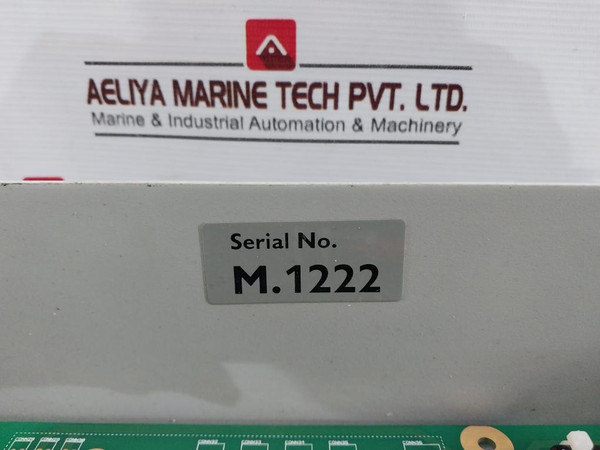 AELIYA MARINE TECH PVT. LTD.
Marine & Industrial Automation & Machinery
Serial No.
M.1222